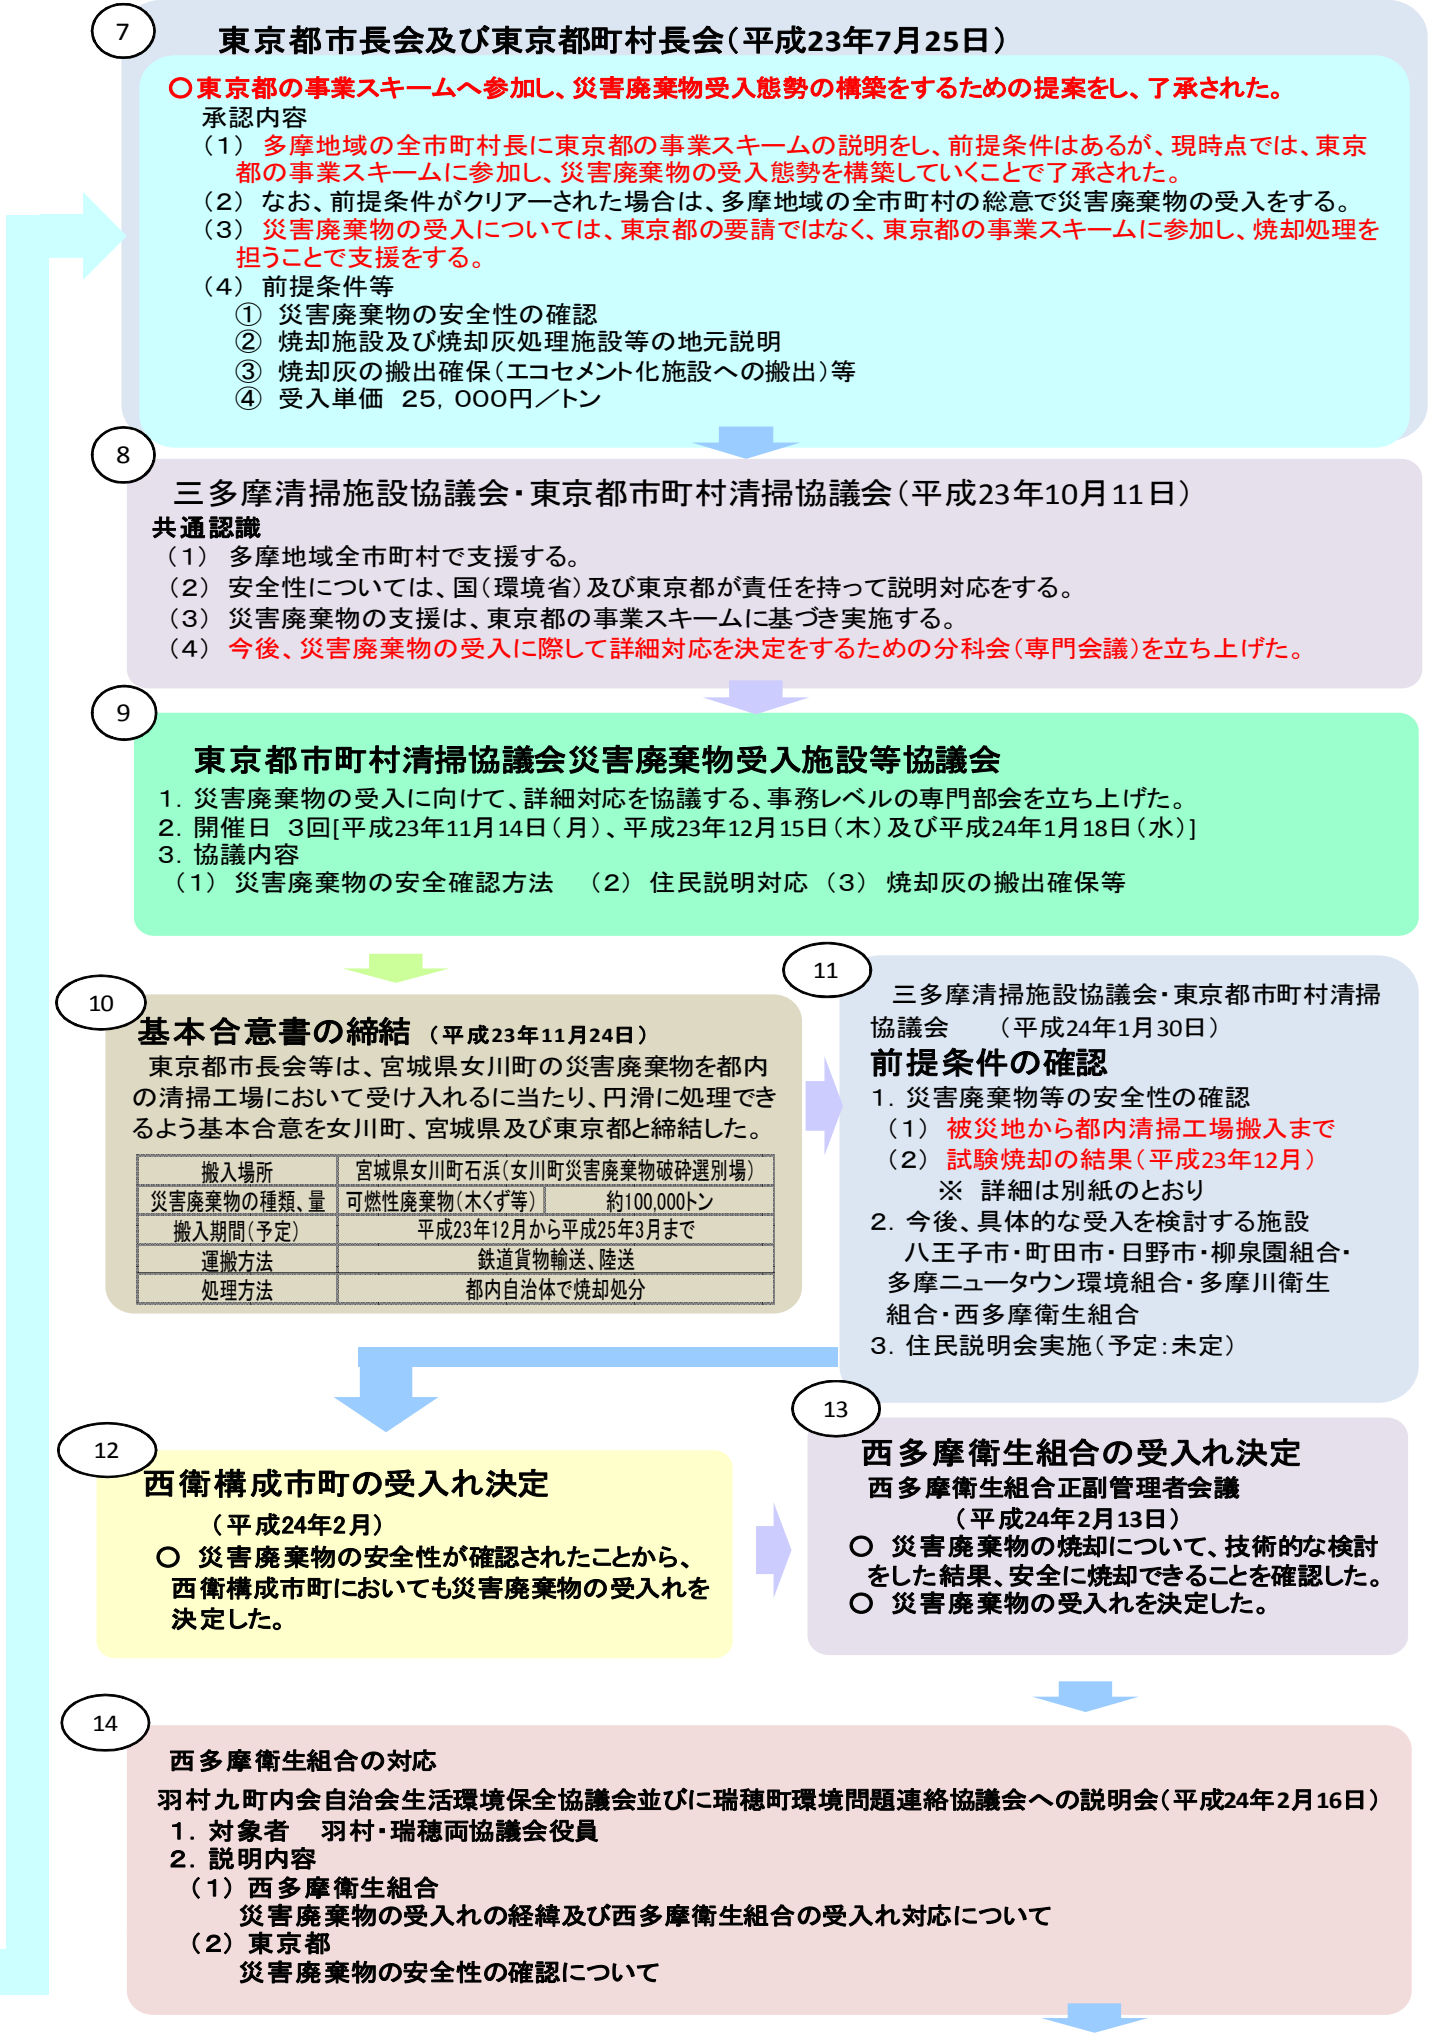 7
東京都市長会及び東京都町村長会（平成23年7月25日）
〇東京都の事業スキームへ参加し、災害廃棄物受入態勢の構築をするための提案をし、了承された。
承認内容
（１） 多摩地域の全市町村長に東京都の事業スキームの説明をし、前提条件はあるが、現時点では、東京
都の事業スキームに参加し、災害廃棄物の受入態勢を構築していくことで了承された。
（２） なお、前提条件がクリアーされた場合は、多摩地域の全市町村の総意で災害廃棄物の受入をする。
（３） 災害廃棄物の受入については、東京都の要請ではなく、東京都の事業スキームに参加し、焼却処理を
担うことで支援をする。
（４） 前提条件等
① 災害廃棄物の安全性の確認
② 焼却施設及び焼却灰処理施設等の地元説明
③ 焼却灰の搬出確保（エコセメント化施設への搬出）等
④ 受入単価 ２５，０００円／トン
8
三多摩清掃施設協議会・東京都市町村清掃協議会（平成23年10月11日）
共通認識
（１） 多摩地域全市町村で支援する。
（２） 安全性については、国（環境省）及び東京都が責任を持って説明対応をする。
（３） 災害廃棄物の支援は、東京都の事業スキームに基づき実施する。
（４） 今後、災害廃棄物の受入に際して詳細対応を決定をするための分科会（専門会議）を立ち上げた。
9
東京都市町村清掃協議会災害廃棄物受入施設等協議会
１．災害廃棄物の受入に向けて、詳細対応を協議する、事務レベルの専門部会を立ち上げた。
２．開催日 ３回[平成23年11月14日（月）、平成23年12月15日（木）及び平成24年1月18日（水）]
３．協議内容
（１） 災害廃棄物の安全確認方法 （２） 住民説明対応 （３） 焼却灰の搬出確保等
10
基本合意書の締結（平成23年11月24日）
東京都市長会等は、宮城県女川町の災害廃棄物を都内
の清掃工場において受け入れるに当たり、円滑に処理でき
るよう基本合意を女川町、宮城県及び東京都と締結した。
搬入場所 宮城県女川町石浜（女川町災害廃棄物破砕選別場）
災害廃棄物の種類、量 可燃性廃棄物（木くず等） 約100,000トン
搬入期間（予定） 平成23年12月から平成25年3月まで
運搬方法 鉄道貨物輸送、陸送
処理方法 都内自治体で焼却処分
11
三多摩清掃施設協議会・東京都市町村清掃
協議会 （平成24年1月30日）
前提条件の確認
１．災害廃棄物等の安全性の確認
（１） 被災地から都内清掃工場搬入まで
（２） 試験焼却の結果（平成23年12月）
※ 詳細は別紙のとおり
２．今後、具体的な受入を検討する施設
八王子市・町田市・日野市・柳泉園組合・
多摩ニュータウン環境組合・多摩川衛生
組合・西多摩衛生組合
３．住民説明会実施（予定：未定）
12
西衛構成市町の受入れ決定
（平成24年2月）
〇 災害廃棄物の安全性が確認されたことから、
西衛構成市町においても災害廃棄物の受入れを
決定した。
13
西多摩衛生組合の受入れ決定
西多摩衛生組合正副管理者会議
（平成24年2月13日）
〇 災害廃棄物の焼却について、技術的な検討
をした結果、安全に焼却できることを確認した。
〇 災害廃棄物の受入れを決定した。
14
西多摩衛生組合の対応
羽村九町内会自治会生活環境保全協議会並びに瑞穂町環境問題連絡協議会への説明会（平成24年2月16日）
１．対象者 羽村・瑞穂両協議会役員
２．説明内容
（１）西多摩衛生組合
災害廃棄物の受入れの経緯及び西多摩衛生組合の受入れ対応について
（２）東京都
災害廃棄物の安全性の確認について